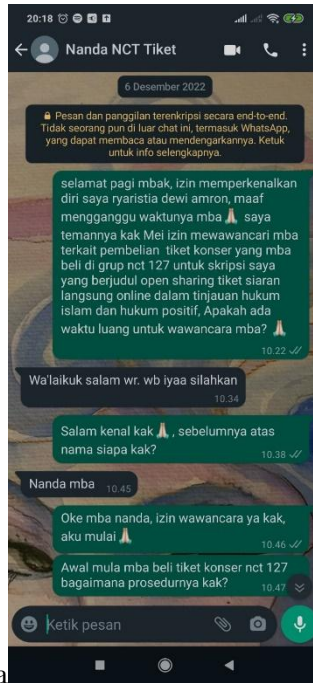 20:18
Nanda NCT Tiket
6 Desember 2022
Pesan dan panggilan terenkripsi secara end-to-end.
Tidak seorang pun di luar chat ini, termasuk WhatsApp,
yang dapat membaca atau mendengarkannya. Ketuk
untuk info selengkapnya.
selamat pagi mbak, izin memperkenalkan
diri saya ryaristia dewi amron, maaf
mengganggu waktunya mba 🙏🏻 saya
temannya kak Mei izin mewawancari mba
terkait pembelian tiket konser yang mba
beli di grup nct 127 untuk skripsi saya
yang berjudul open sharing tiket siaran
langsung online dalam tinjauan hukum
islam dan hukum positif, Apakah ada
waktu luang untuk wawancara mba? 🙏🏻
10.22
Wa'laikuk salam wr. wb iyaa silahkan
10.34
Salam kenal kak 🙏🏻 , sebelumnya atas
nama siapa kak?
10.38
Nanda mba 10.45
Oke mba nanda, izin wawancara ya kak,
aku mulai 🙏🏻
10.46
Awal mula mba beli tiket konser nct 127
bagaimana prosedurnya kak?
10.47
Ketik pesan
a